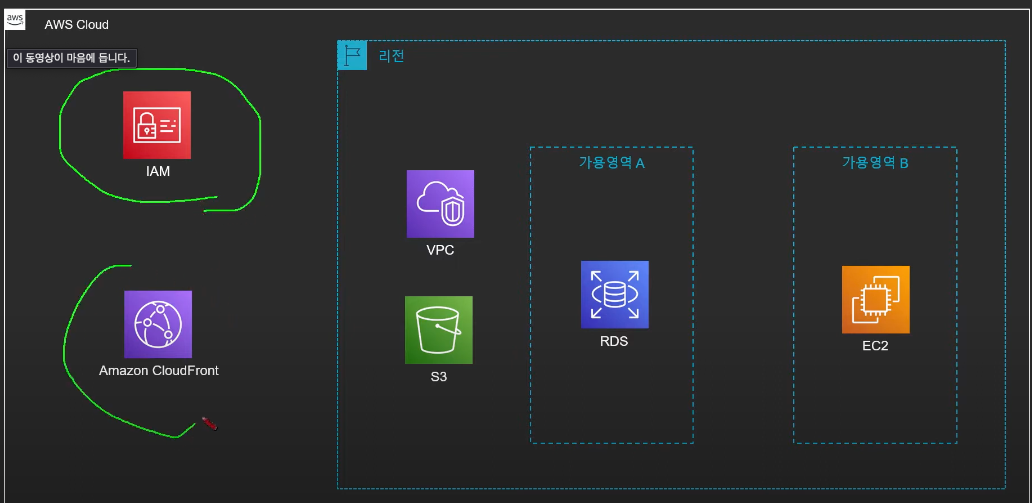 aws
AWS Cloud
이 동영상이 마음에 듭니다.
리전
IAM
가용영역 A
가용영역 B
VPC
RDS
EC2
Amazon CloudFront
S3